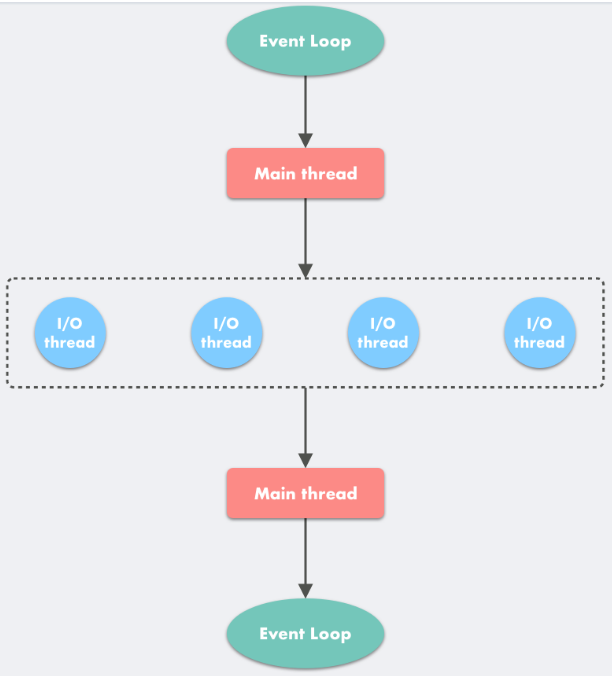 Event Loop
Main thread
I/O
thread
I/O
thread
I/O
thread
I/O
thread
Main thread
Event Loop